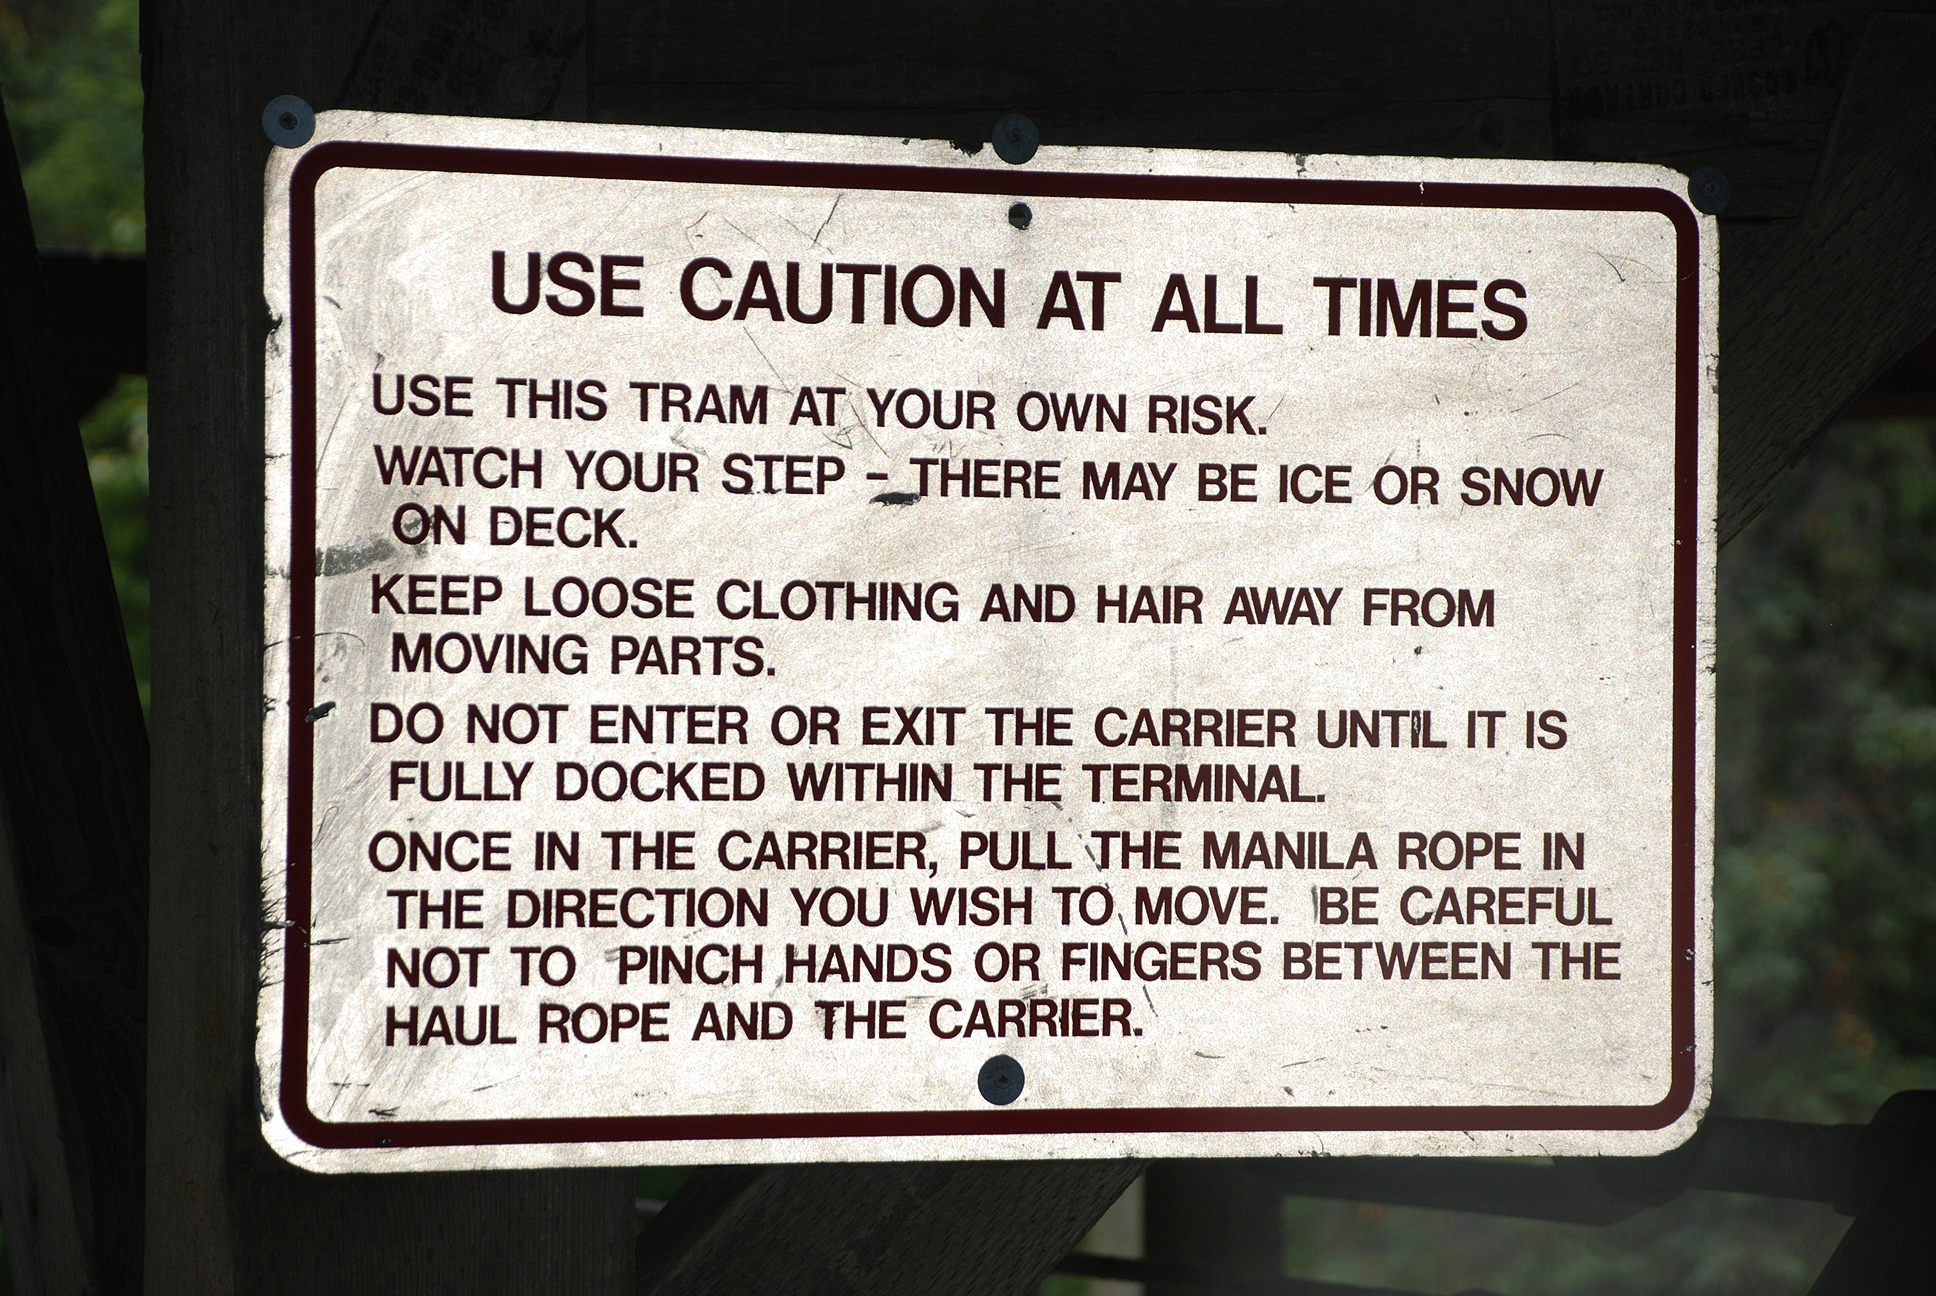 USE CAUTION AT ALL TIMES
USE THIS TRAM AT YOUR OWN RISK.
WATCH YOUR STEP - THERE MAY BE ICE OR SNOW
ON DECK.
KEEP LOOSE CLOTHING AND HAIR AWAY FROM
MOVING PARTS.
DO NOT ENTER OR EXIT THE CARRIER UNTIL IT IS
FULLY DOCKED WITHIN THE TERMINAL.
ONCE IN THE CARRIER, PULL THE MANILA ROPE IN
THE DIRECTION YOU WISH TO MOVE. BE CAREFUL
NOT TO PINCH HANDS OR FINGERS BETWEEN THE
HAUL ROPE AND THE CARRIER.